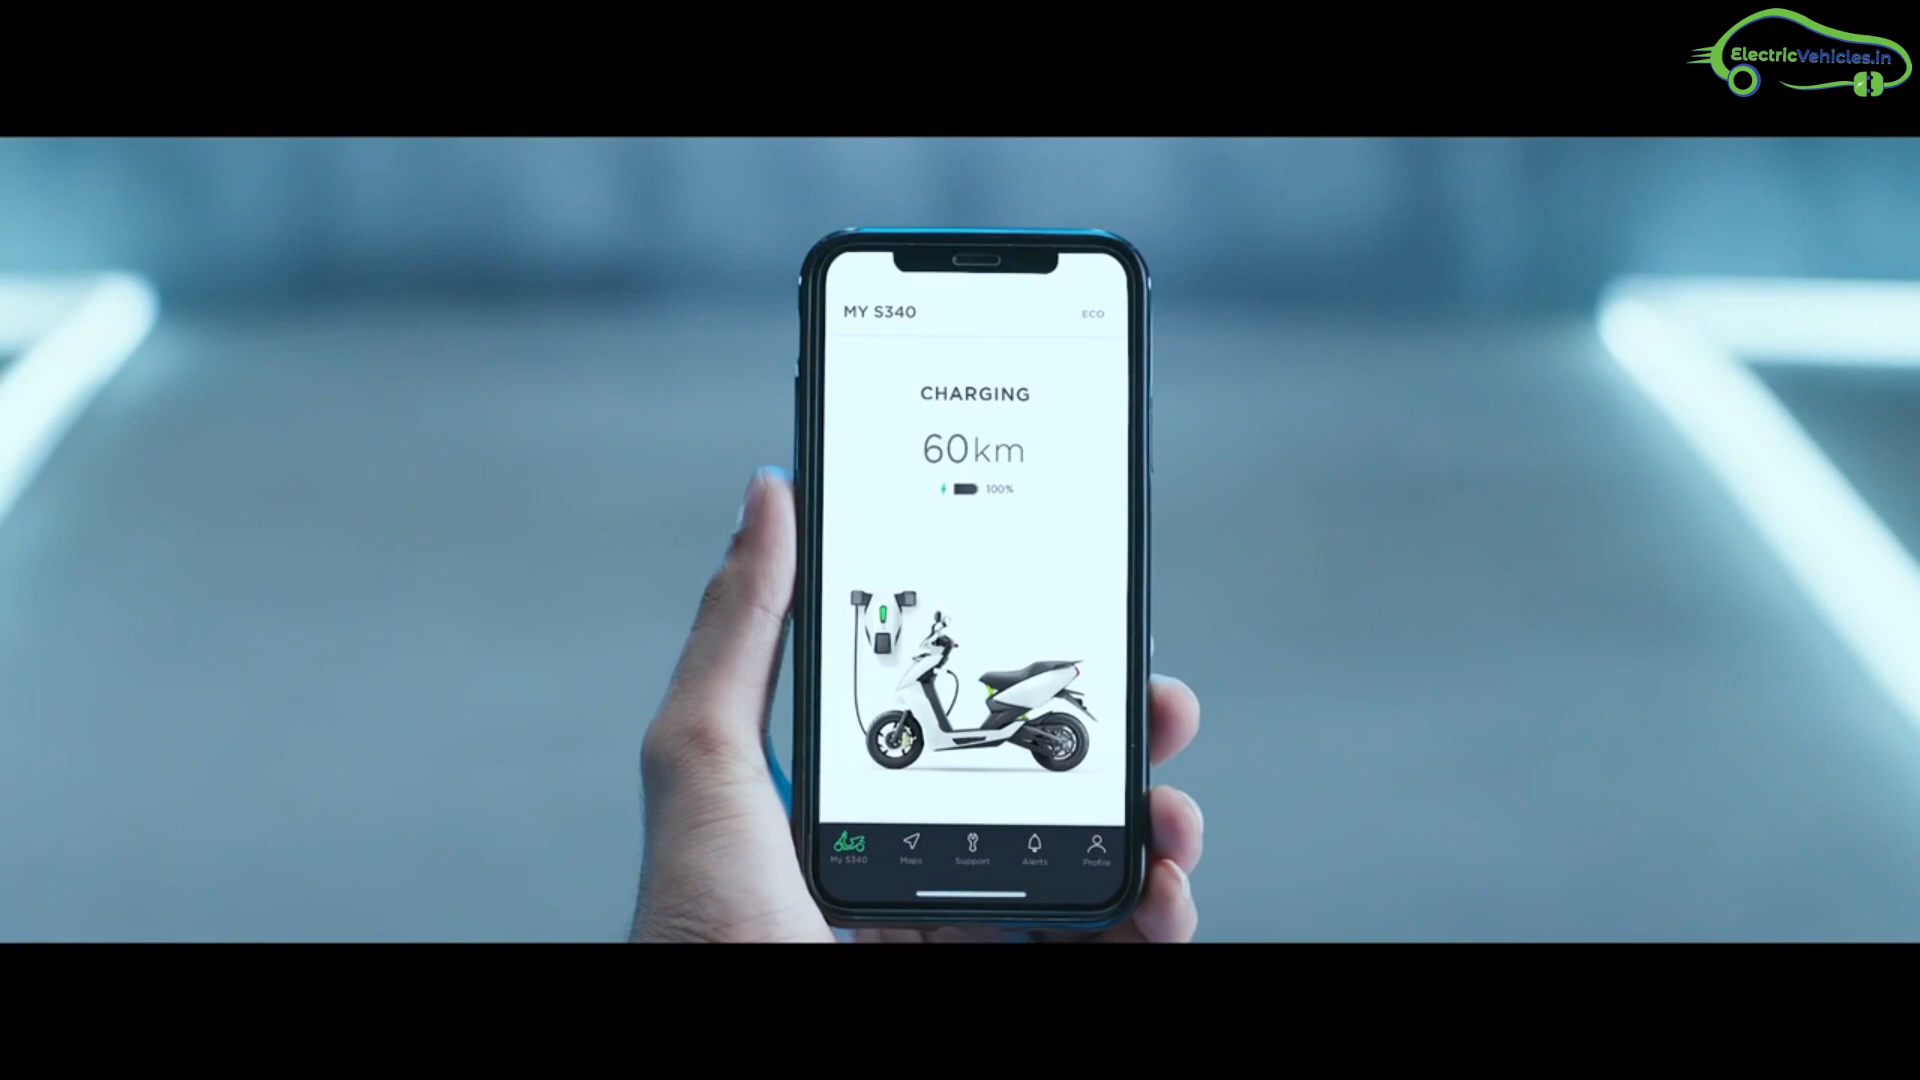 ElectricVehicles.in
MY S340
ECO
CHARGING
60km
100%
My S340
Maps
Support
Alerts
Profile